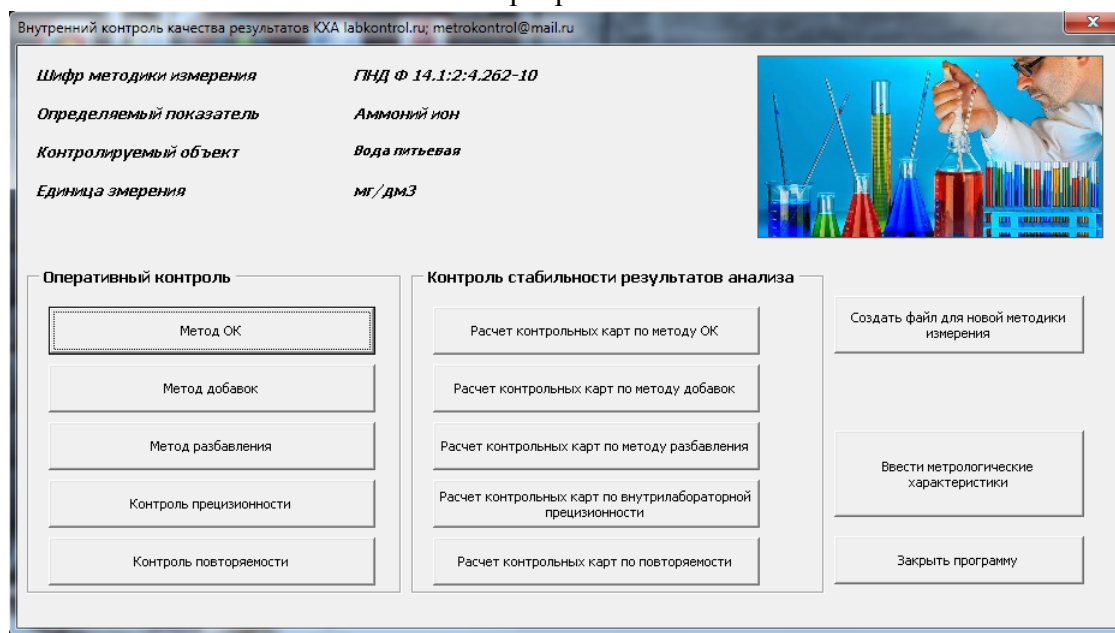 Внутренний контроль качества результатов КХА labkontrol.ru; metrokontrol@mail.ru
Шифр методики измерения ПНД Ф 14.1:2:4.262-10
Определяемый показатель Аммоний ион
Контролируемый объект Вода питьевая
Единица змерения мг/дм3
Оперативный контроль
Метод ОК
Метод добавок
Метод разбавления
Контроль прецизионности
Контроль повторяемости
Контроль стабильности результатов анализа
Расчет контрольных карт по методу ОК
Расчет контрольных карт по методу добавок
Расчет контрольных карт по методу разбавления
Расчет контрольных карт по внутрилабораторной
прецизионности
Расчет контрольных карт по повторяемости
Создать файл для новой методики
измерения
Ввести метрологические
характеристики
Закрыть программу